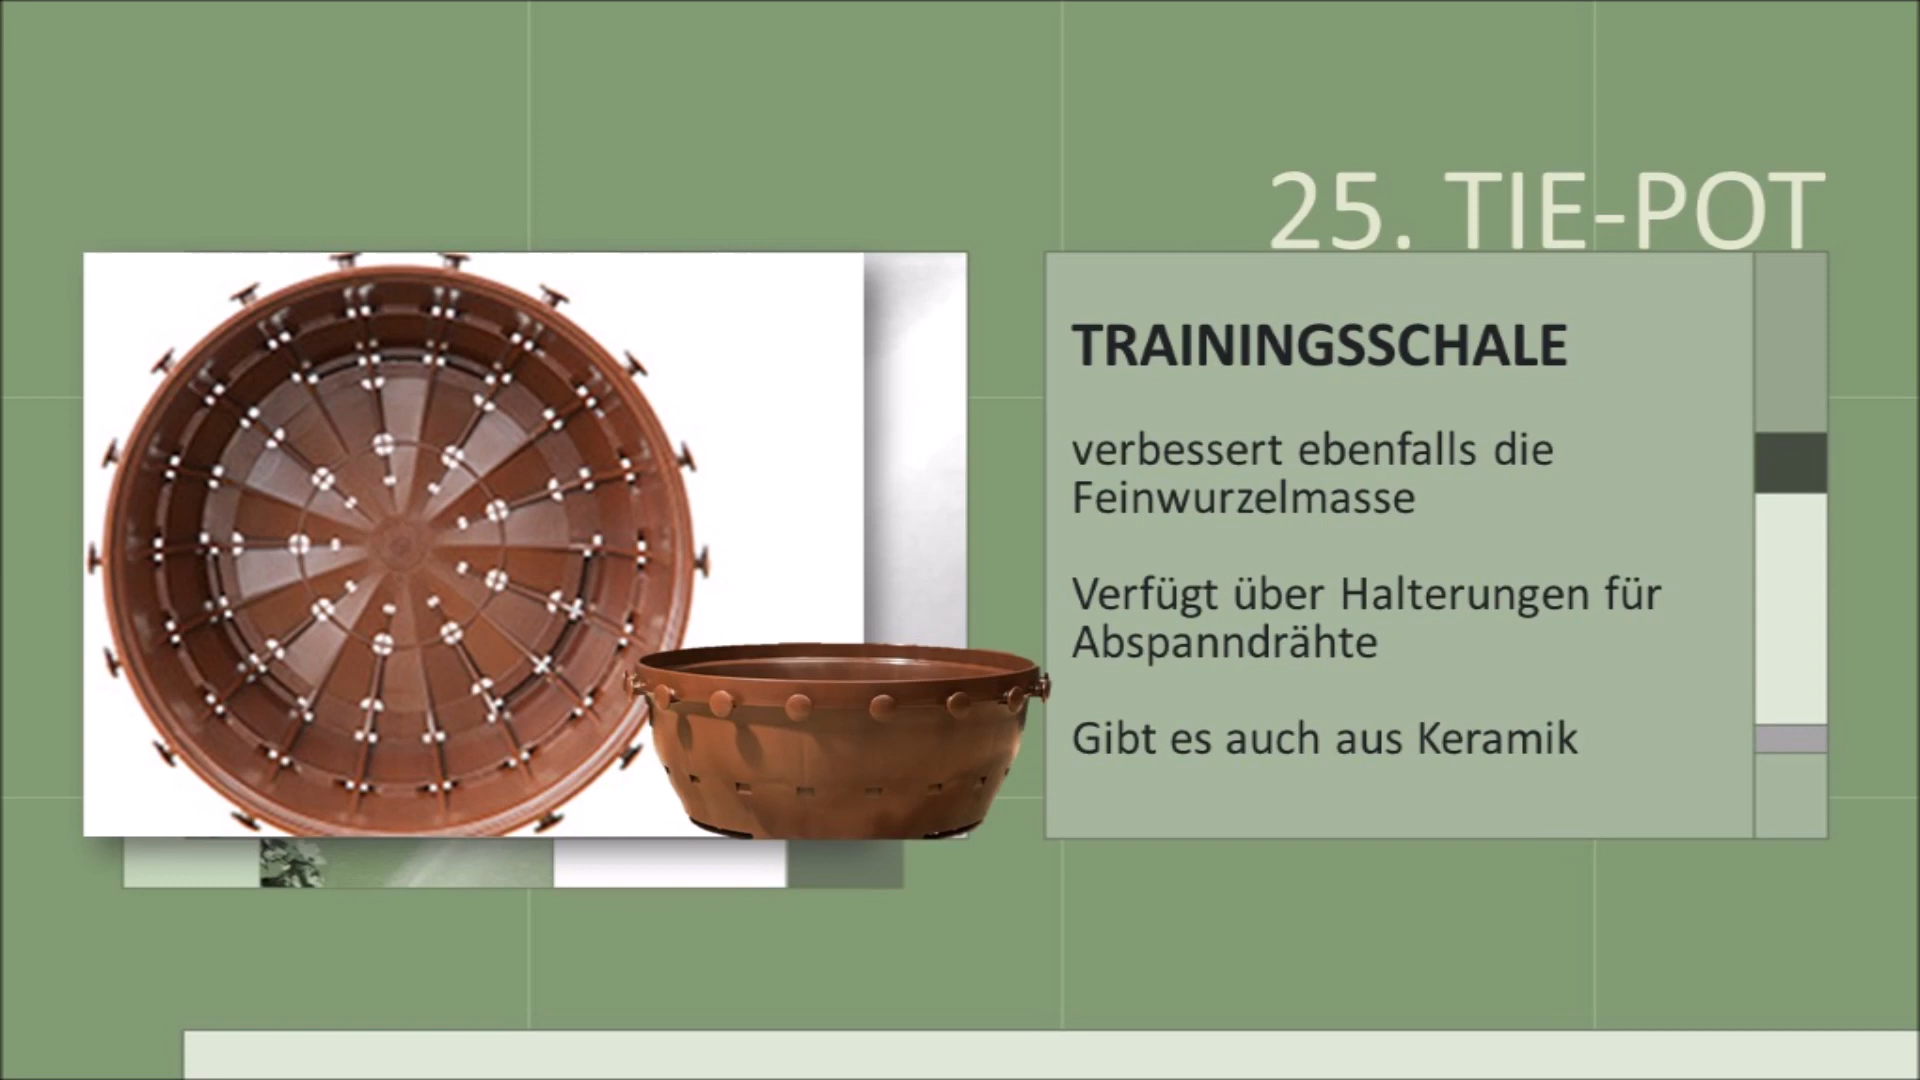 25. TIE-POT
TRAININGSSCHALE
verbessert ebenfalls die
Feinwurzelmasse
Verfügt über Halterungen für
Abspanndrähte
Gibt es auch aus Keramik